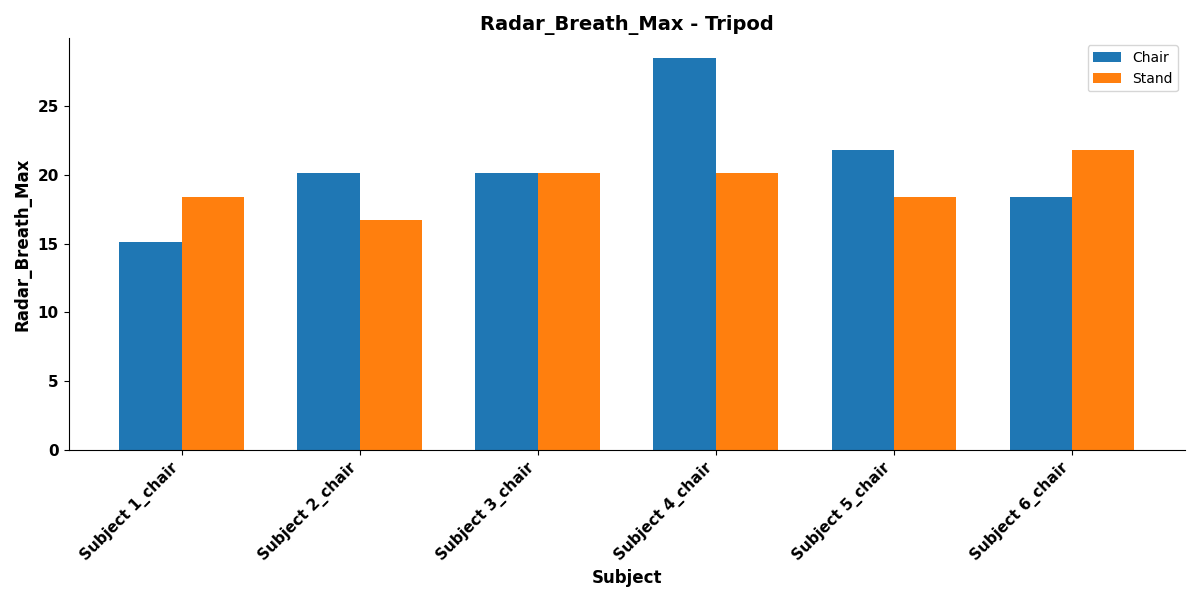 Radar_Breath_Max - Tripod
Chair
Stand
Radar_Breath_Max
25
20
15
10
5
0
Subject 1_chair
Subject 2_chair
Subject 3_chair
Subject 4_chair
Subject 5_chair
Subject 6_chair
Subject